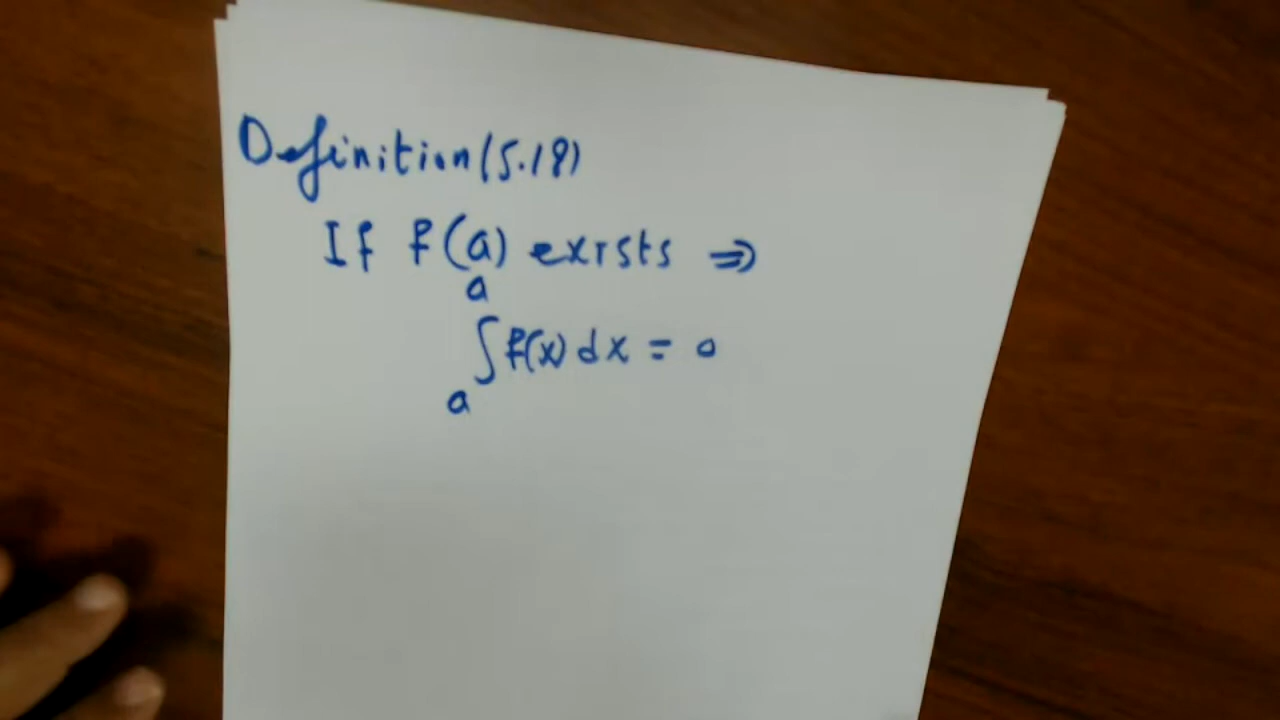 Definition (5.18)
If f(a) exists ⇒
a
∫ f(x) dx = 0
a